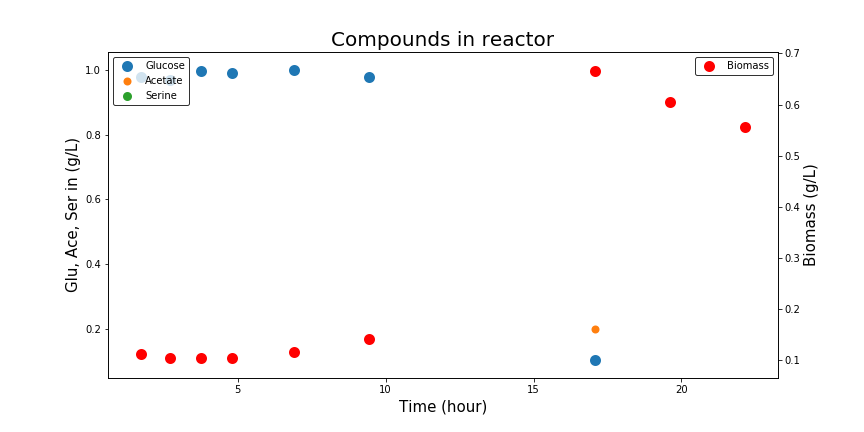 Compounds in reactor
Glucose
Acetate
Serine
Biomass
1.0
0.8
0.6
0.4
0.2
0.7
0.6
0.5
0.4
0.3
0.2
0.1
Glu, Ace, Ser in (g/L)
Biomass (g/L)
5
10
15
20
Time (hour)